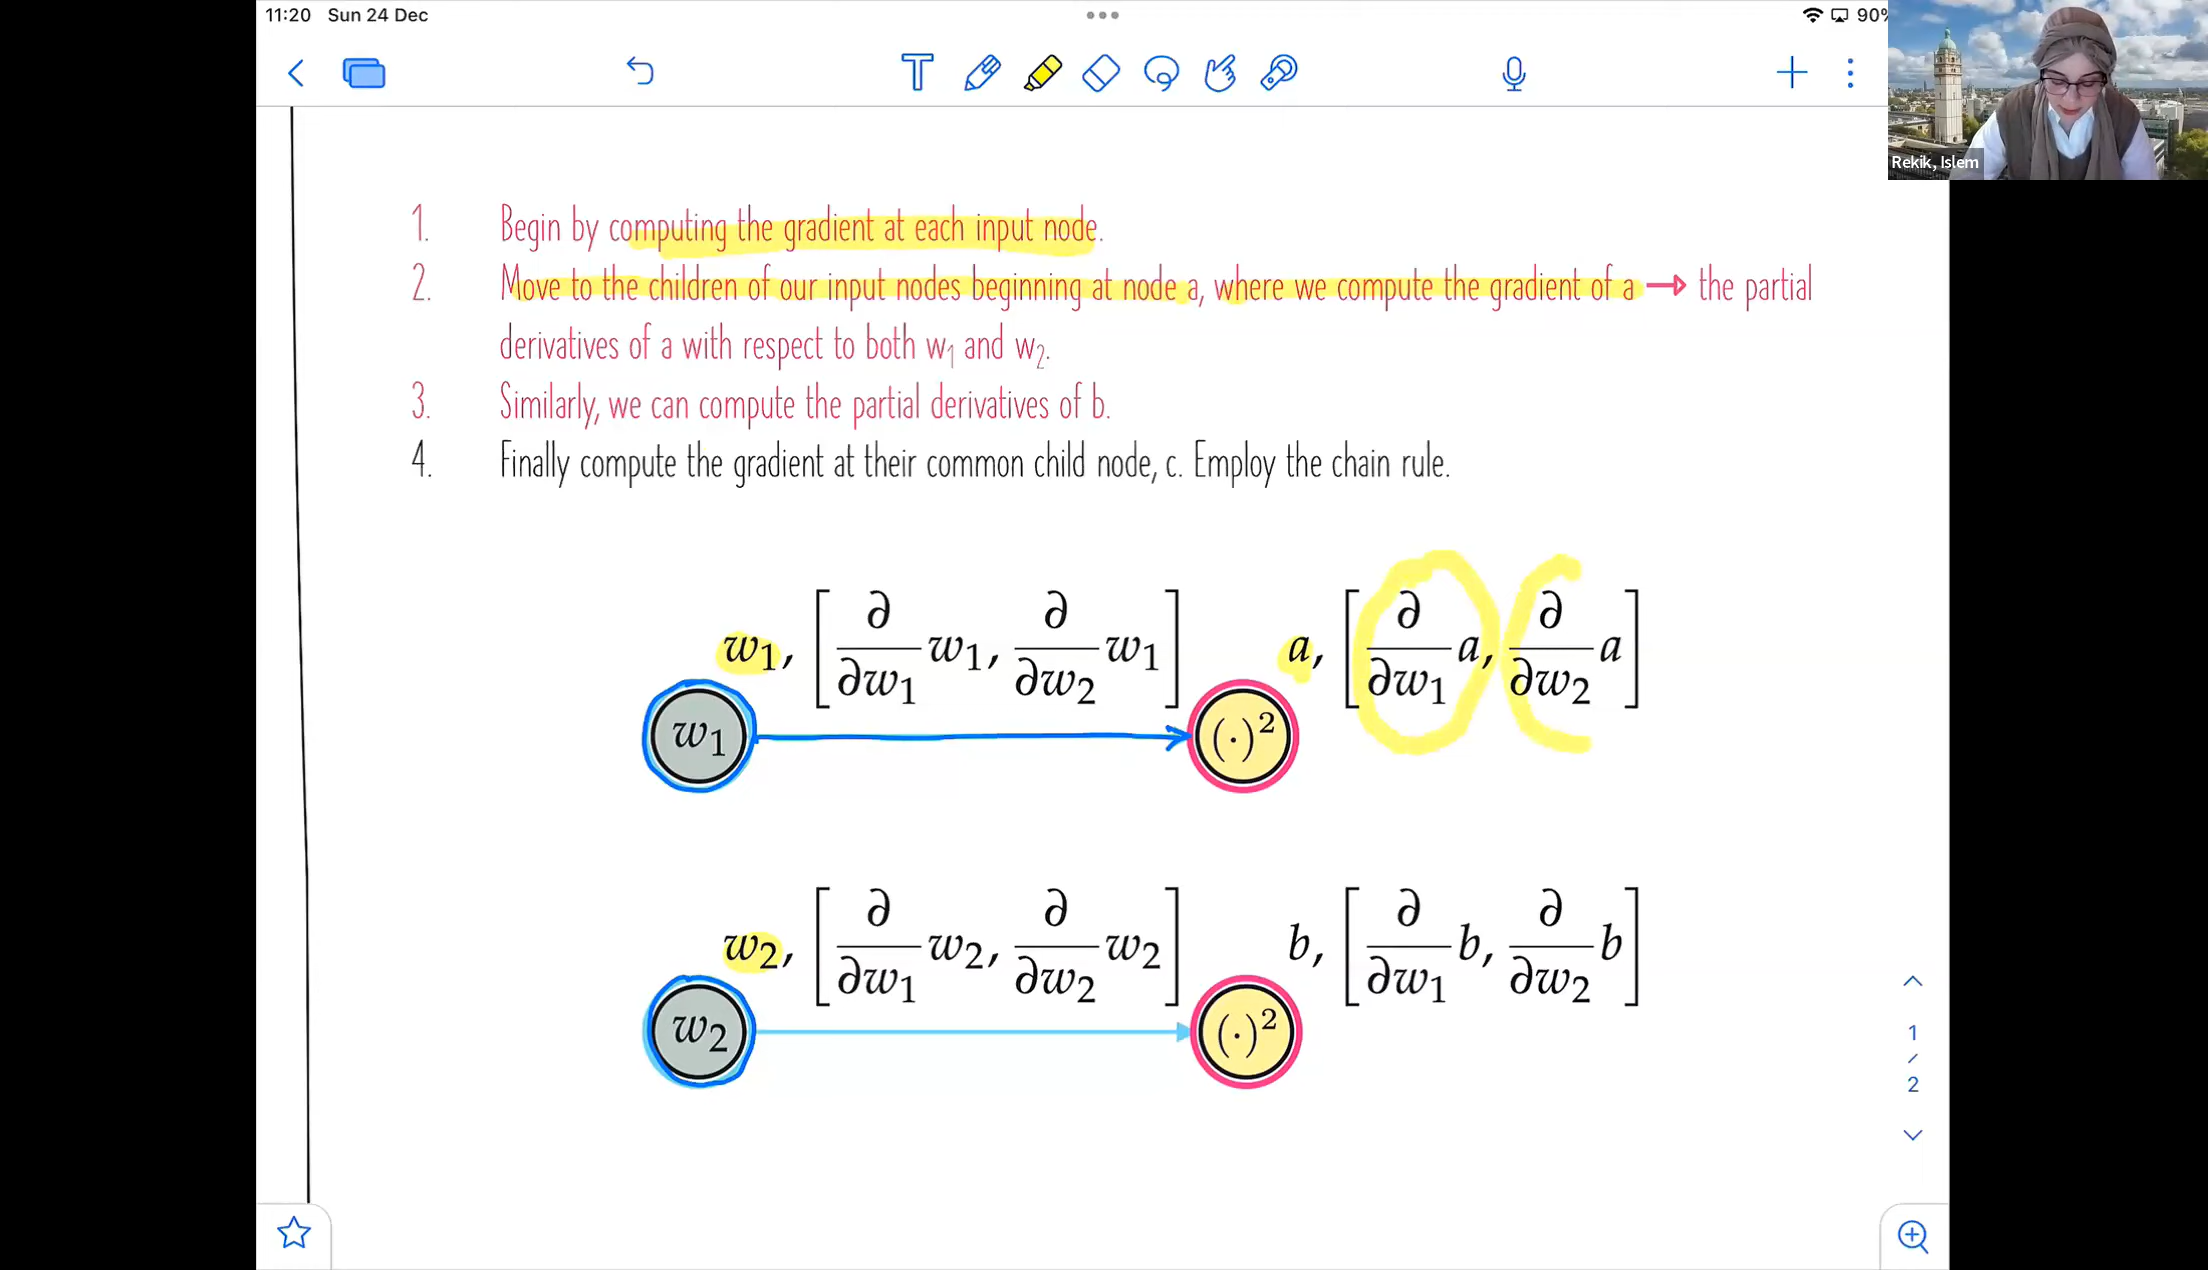 11:20 Sun 24 Dec
90%
Rekik, Islem
1. Begin by computing the gradient at each input node.
2. Move to the children of our input nodes beginning at node a, where we compute the gradient of a → the partial
derivatives of a with respect to both w₁ and w₂.
3. Similarly, we can compute the partial derivatives of b.
4. Finally compute the gradient at their common child node, c. Employ the chain rule.
w₁, [∂/∂w₁ w₁, ∂/∂w₂ w₁] a, [∂/∂w₁ a, ∂/∂w₂ a]
w₁ (·)²
w₂, [∂/∂w₁ w₂, ∂/∂w₂ w₂] b, [∂/∂w₁ b, ∂/∂w₂ b]
w₂ (·)²
1
/
2